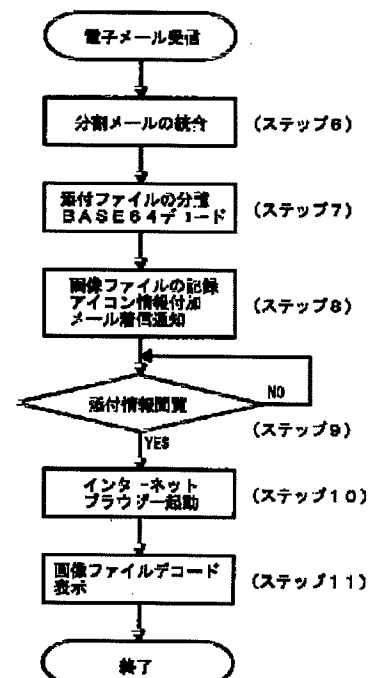 電子メール受信
分割メールの統合
(ステップ6)
添付ファイルの分離
BASE64デコード
(ステップ7)
画像ファイルの記録
アイコン情報付加
メール着信通知
(ステップ8)
添付情報閲覧
NO
(ステップ9)
YES
インターネット
ブラウザー起動
(ステップ10)
画像ファイルデコード
表示
(ステップ11)
終了